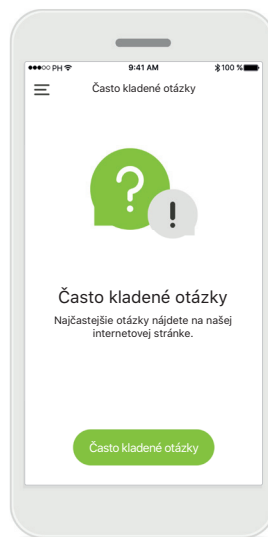 PH 9:41 AM 100 %
Často kladené otázky
?
!
Často kladené otázky
Najčastejšie otázky nájdete na našej
internetovej stránke.
Často kladené otázky